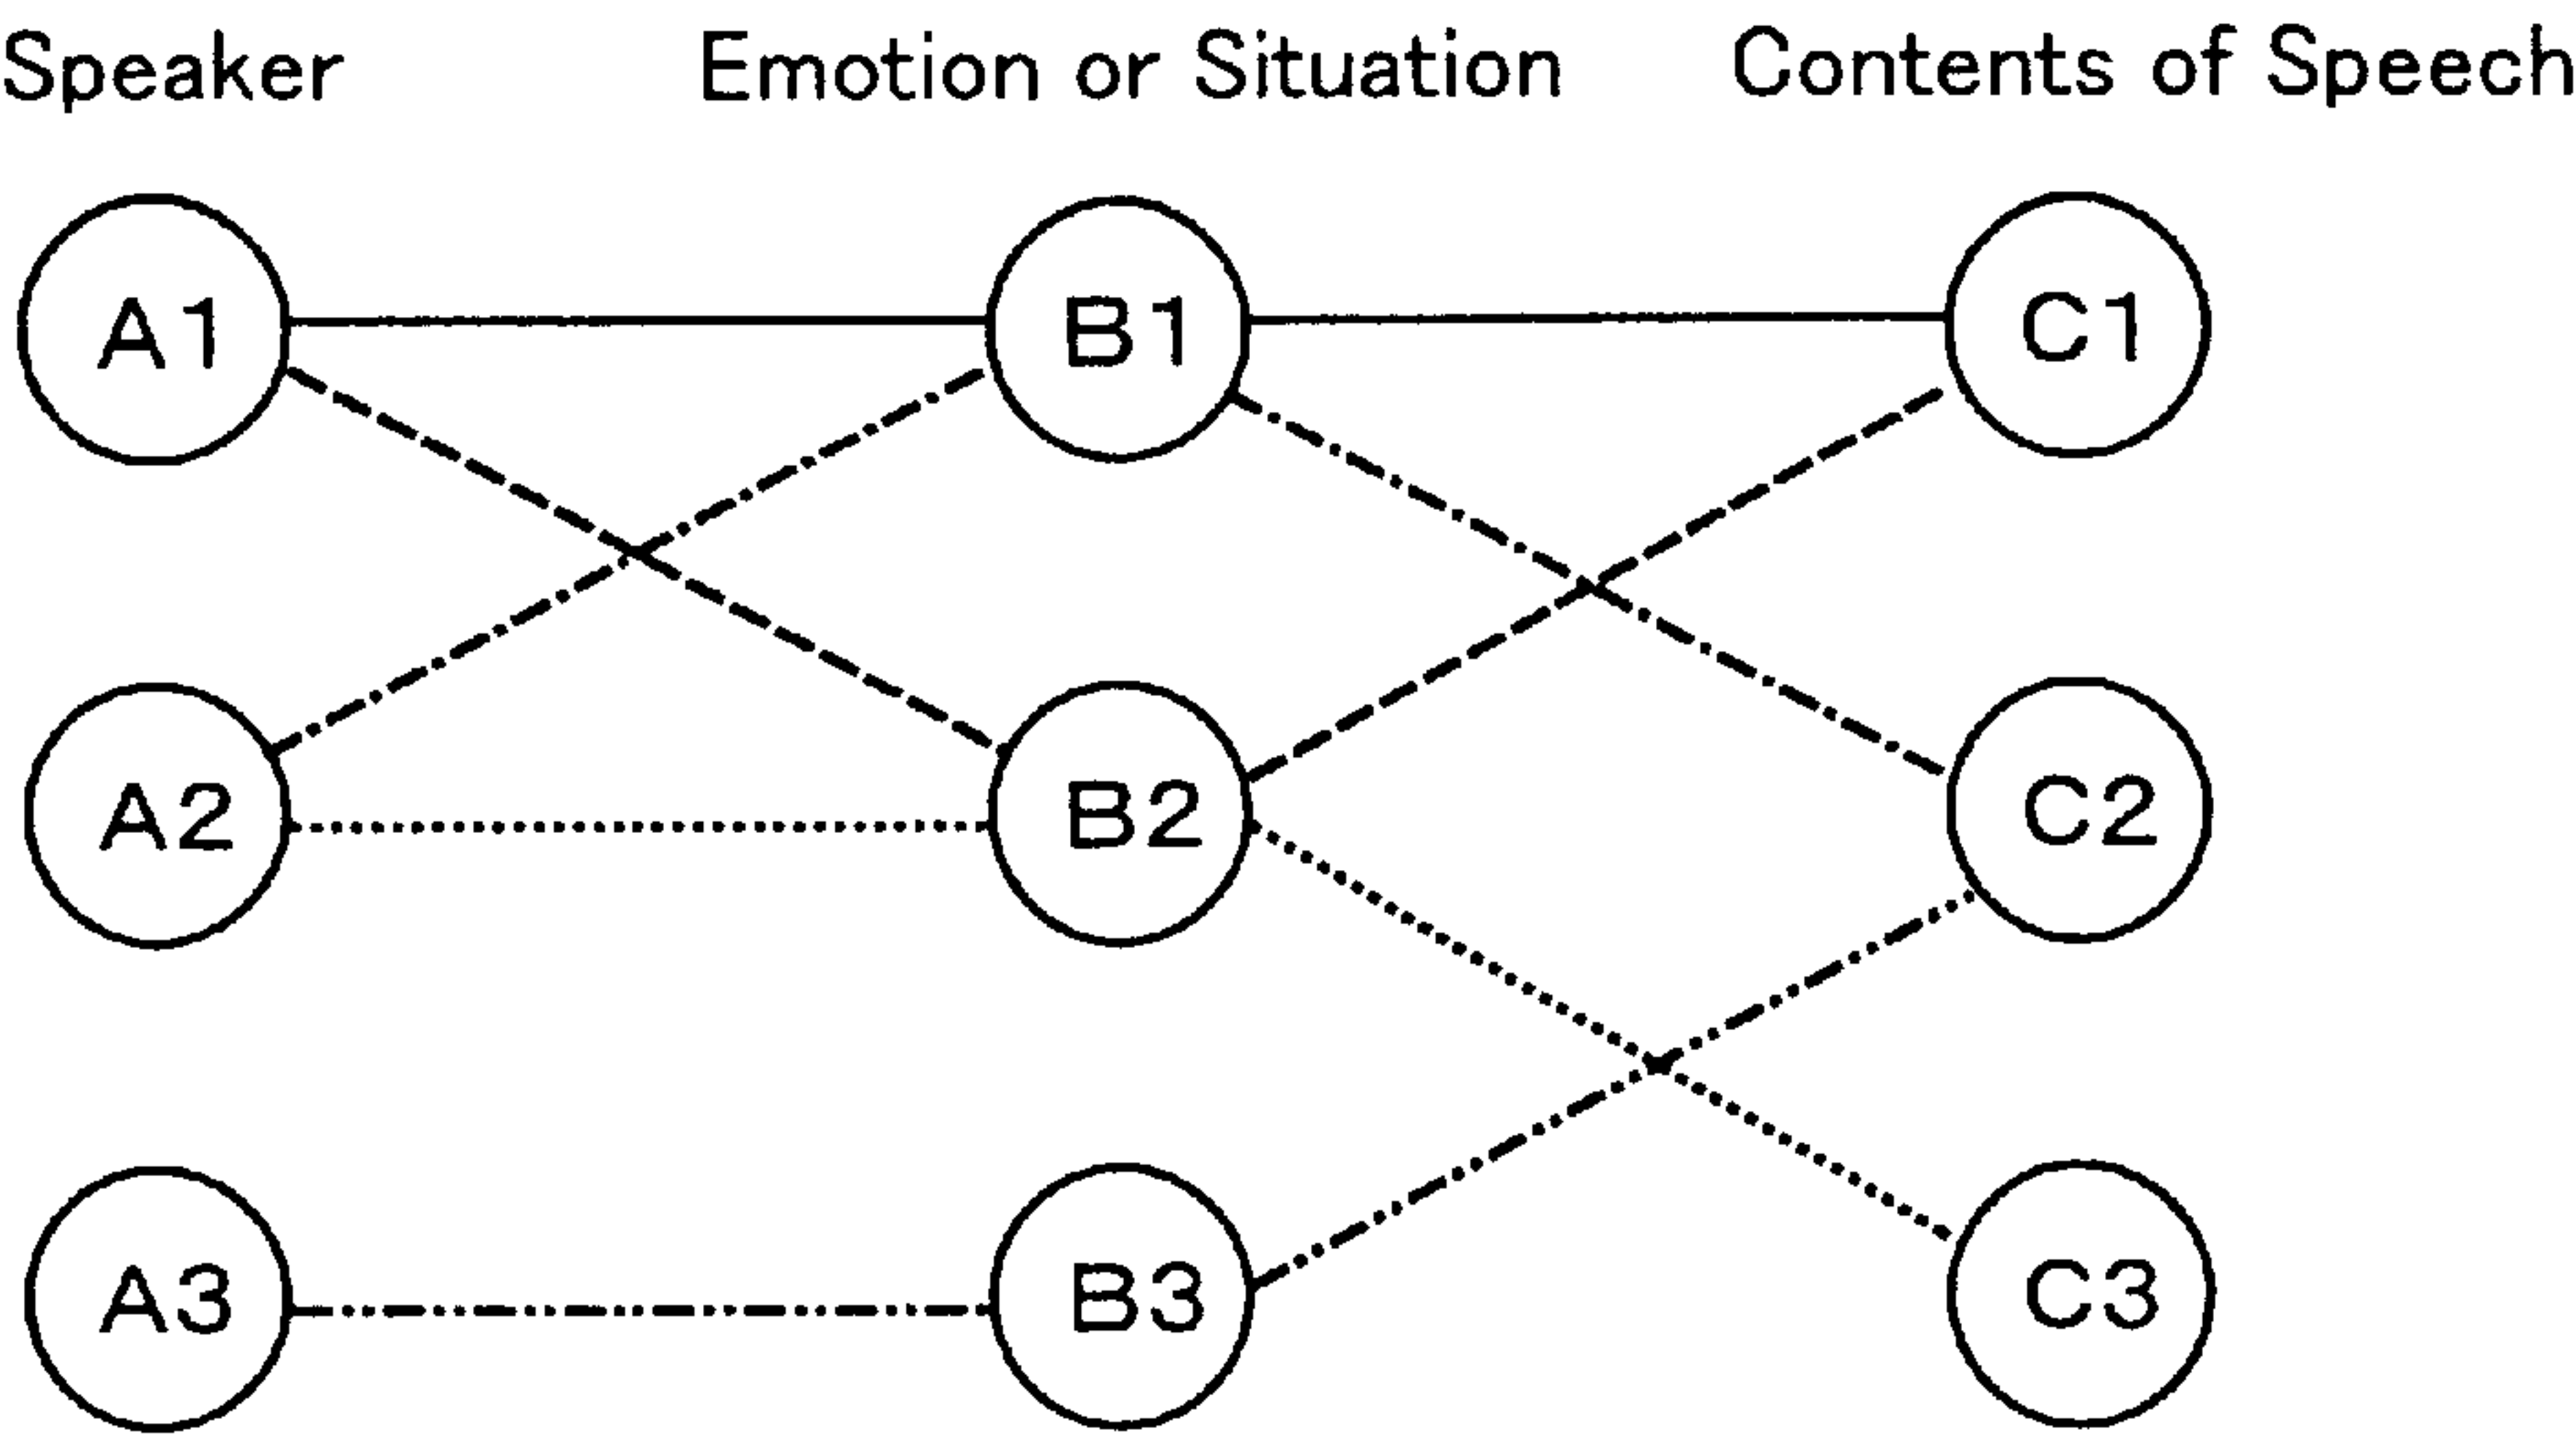 Speaker Emotion or Situation Contents of Speech
A1 B1 C1
A2 B2 C2
A3 B3 C3